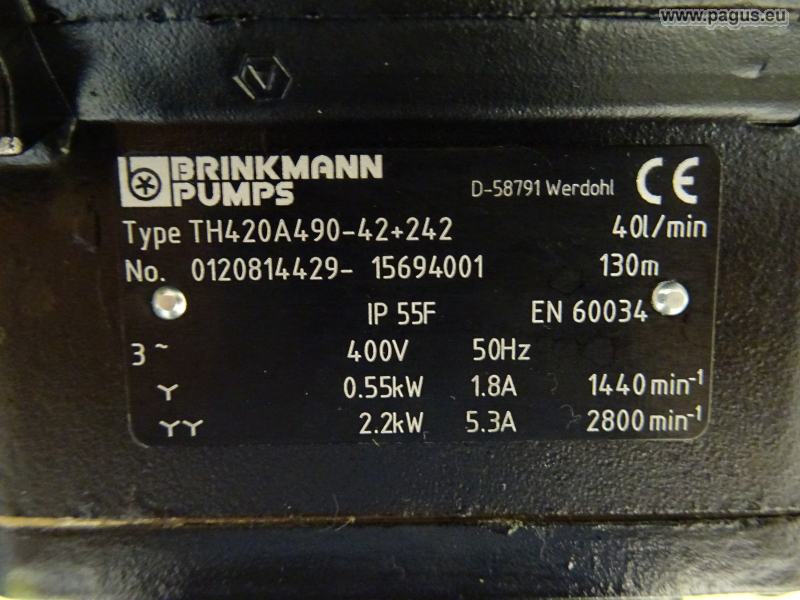 www.pagus.eu
BRINKMANN
PUMPS
D-58791 Werdohl CE
Type TH420A490-42+242 40l/min
No. 0120814429- 15694001 130m
IP 55F EN 60034
3 ~ 400V 50Hz
Y 0.55kW 1.8A 1440 min⁻¹
YY 2.2kW 5.3A 2800 min⁻¹